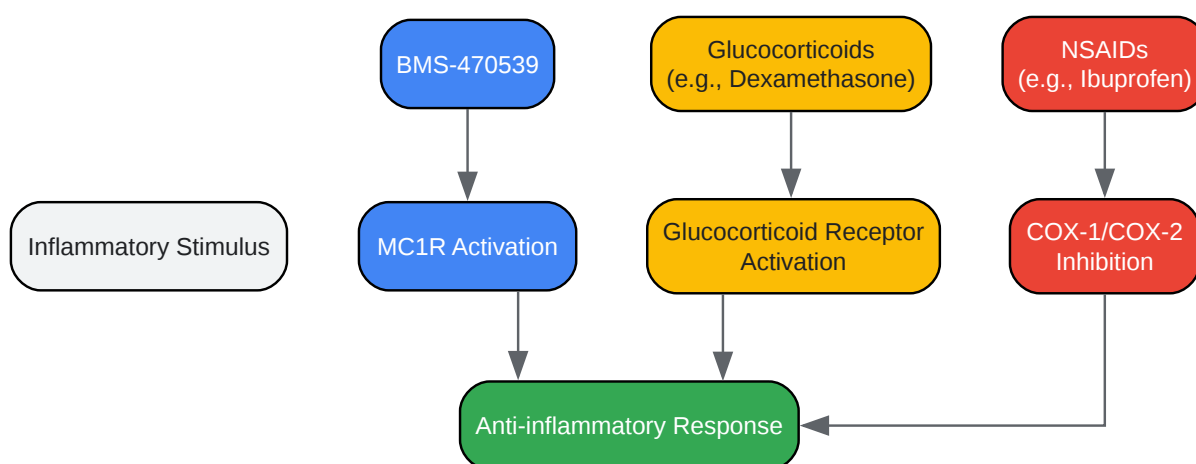 BMS-470539
Glucocorticoids
(e.g., Dexamethasone)
NSAIDs
(e.g., Ibuprofen)
Inflammatory Stimulus
MC1R Activation
Glucocorticoid Receptor
Activation
COX-1/COX-2
Inhibition
Anti-inflammatory Response